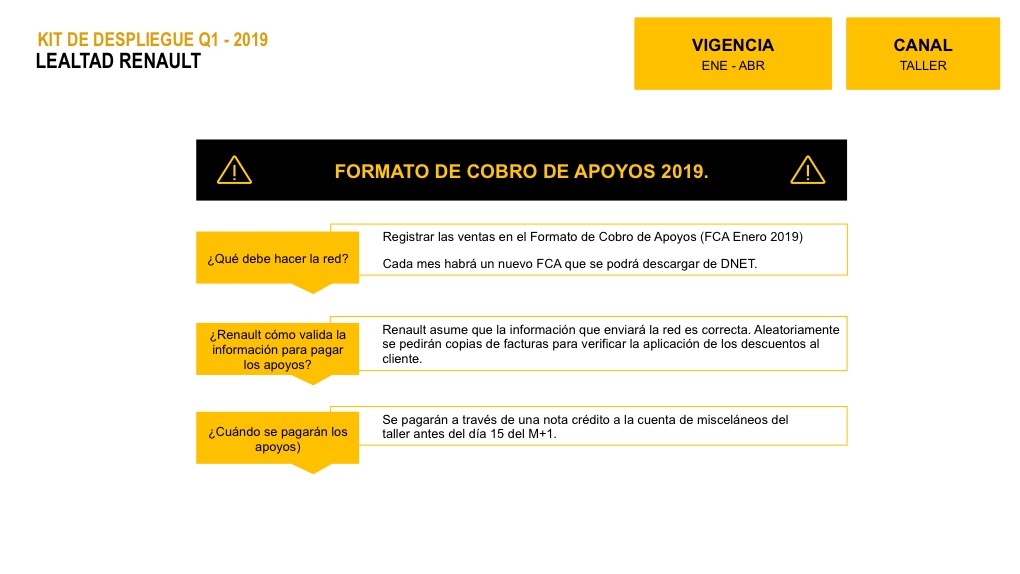 KIT DE DESPLIEGUE Q1 - 2019
LEALTAD RENAULT
VIGENCIA
ENE - ABR
CANAL
TALLER
FORMATO DE COBRO DE APOYOS 2019.
¿Qué debe hacer la red?
Registrar las ventas en el Formato de Cobro de Apoyos (FCA Enero 2019)
Cada mes habrá un nuevo FCA que se podrá descargar de DNET.
¿Renault cómo valida la
información para pagar
los apoyos?
Renault asume que la información que enviará la red es correcta. Aleatoriamente
se pedirán copias de facturas para verificar la aplicación de los descuentos al
cliente.
¿Cuándo se pagarán los
apoyos)
Se pagarán a través de una nota crédito a la cuenta de misceláneos del
taller antes del día 15 del M+1.